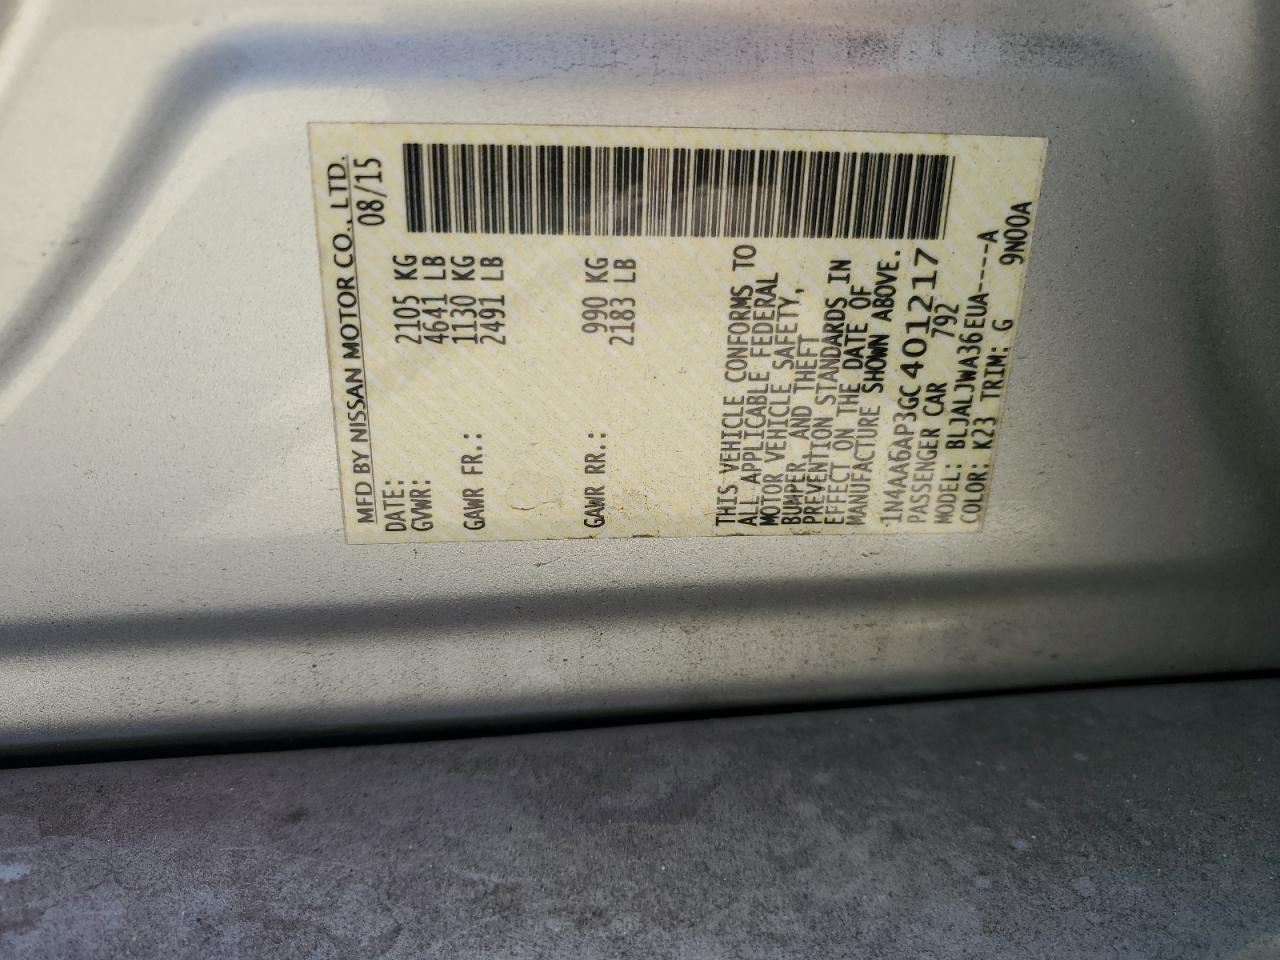 MFD BY NISSAN MOTOR CO., LTD.
DATE: 08/15
GVWR: 2105 KG
4641 LB
GAWR FR.: 1130 KG
2491 LB
GAWR RR.: 990 KG
2183 LB
THIS VEHICLE CONFORMS TO
ALL APPLICABLE FEDERAL
MOTOR VEHICLE SAFETY,
BUMPER, AND THEFT
PREVENTION STANDARDS IN
EFFECT ON THE DATE OF
MANUFACTURE SHOWN ABOVE.
1N4AA6AP3GC401217
PASSENGER CAR 792
MODEL: BLJALJWA36EUA-----A
COLOR: K23 TRIM: G 9N00A